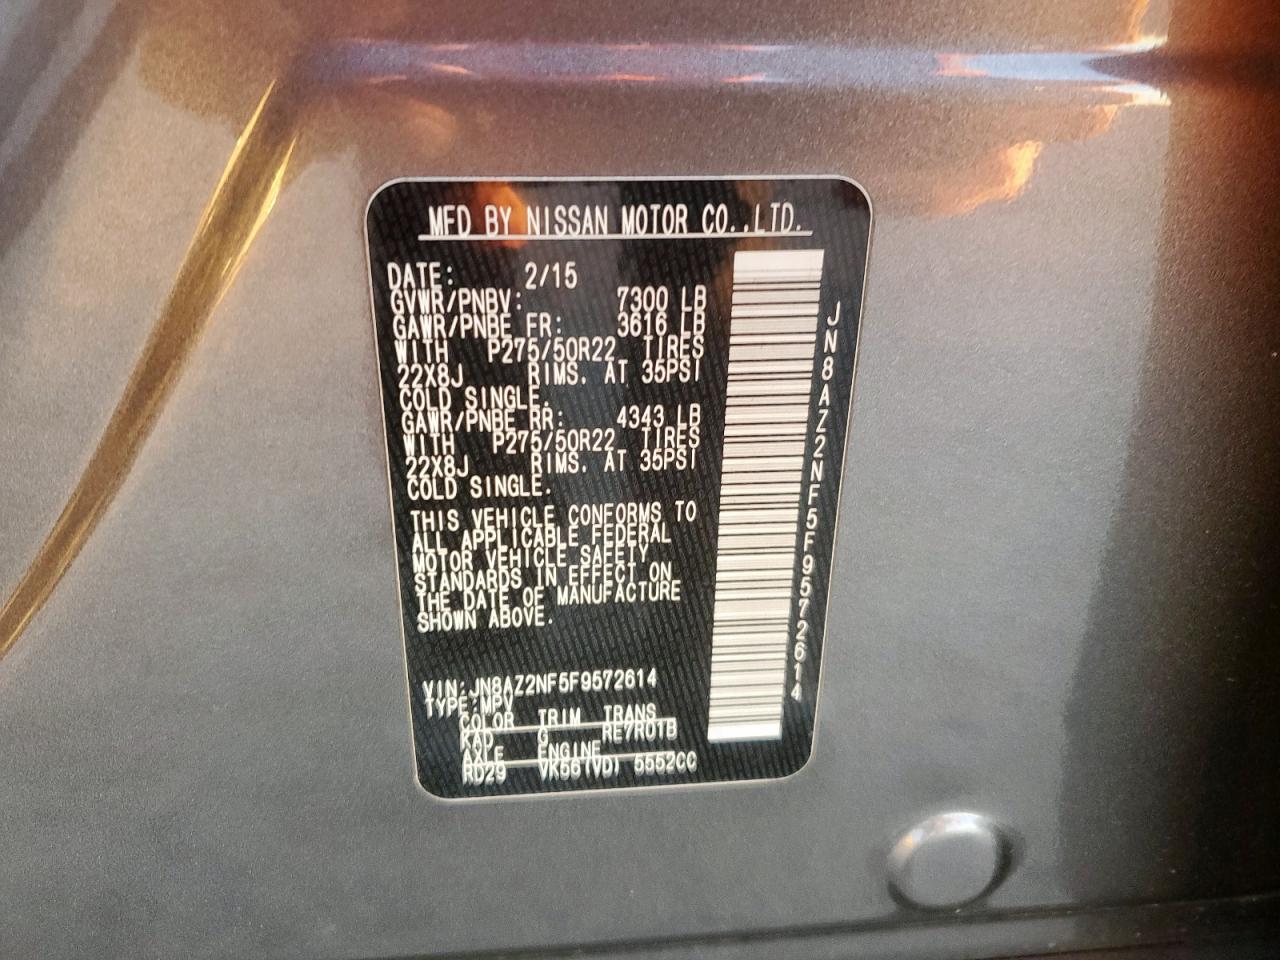 MFD BY NISSAN MOTOR CO.,LTD.
DATE: 2/15
GVWR/PNBV: 7300 LB
GAWR/PNBE FR: 3616 LB
WITH P275/50R22 TIRES
22X8J RIMS. AT 35PSI
COLD SINGLE.
GAWR/PNBE RR: 4343 LB
WITH P275/50R22 TIRES
22X8J RIMS. AT 35PSI
COLD SINGLE.
THIS VEHICLE CONFORMS TO
ALL APPLICABLE FEDERAL
MOTOR VEHICLE SAFETY
STANDARDS IN EFFECT ON
THE DATE OF MANUFACTURE
SHOWN ABOVE.
VIN:JN8AZ2NF5F9572614
TYPE:MPV
COLOR TRIM TRANS
KAD G RE7R01B
AXLE ENGINE
RD29 VK56(VD) 5552CC
JN8AZ2NF5F9572614